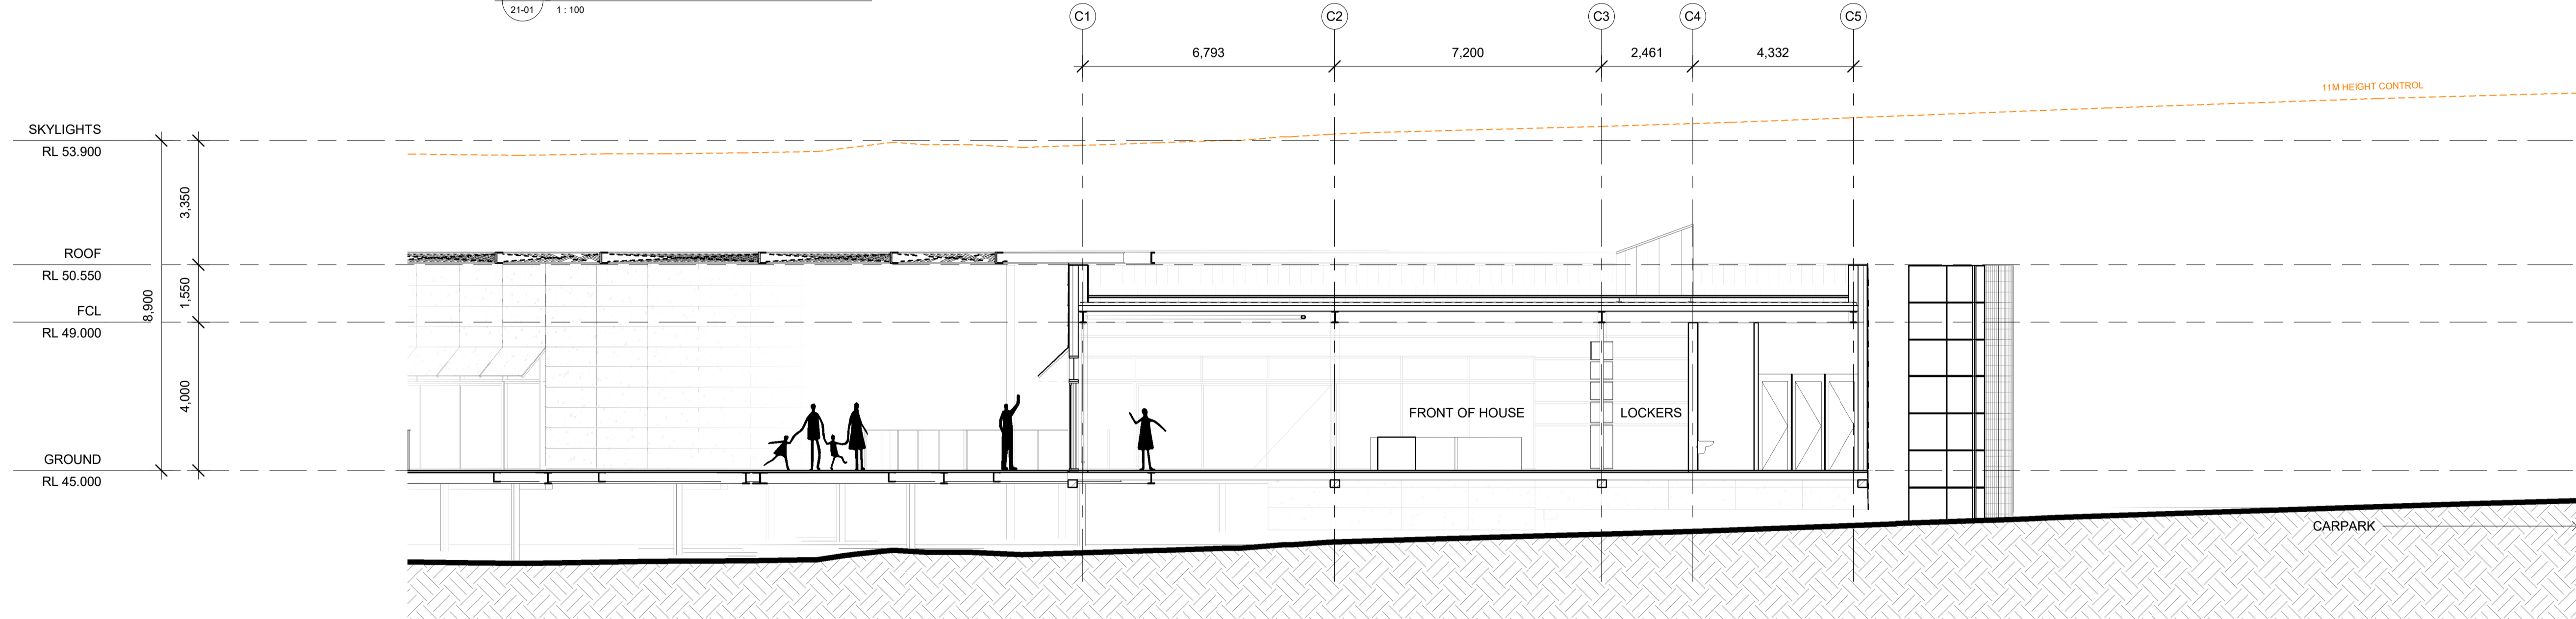 21-01 1 : 100
C1 C2 C3 C4 C5
6,793 7,200 2,461 4,332
11M HEIGHT CONTROL
SKYLIGHTS
RL 53.900
3,350
ROOF
RL 50.550
1,550
8,900
FCL
RL 49.000
4,000
FRONT OF HOUSE LOCKERS
GROUND
RL 45.000
CARPARK